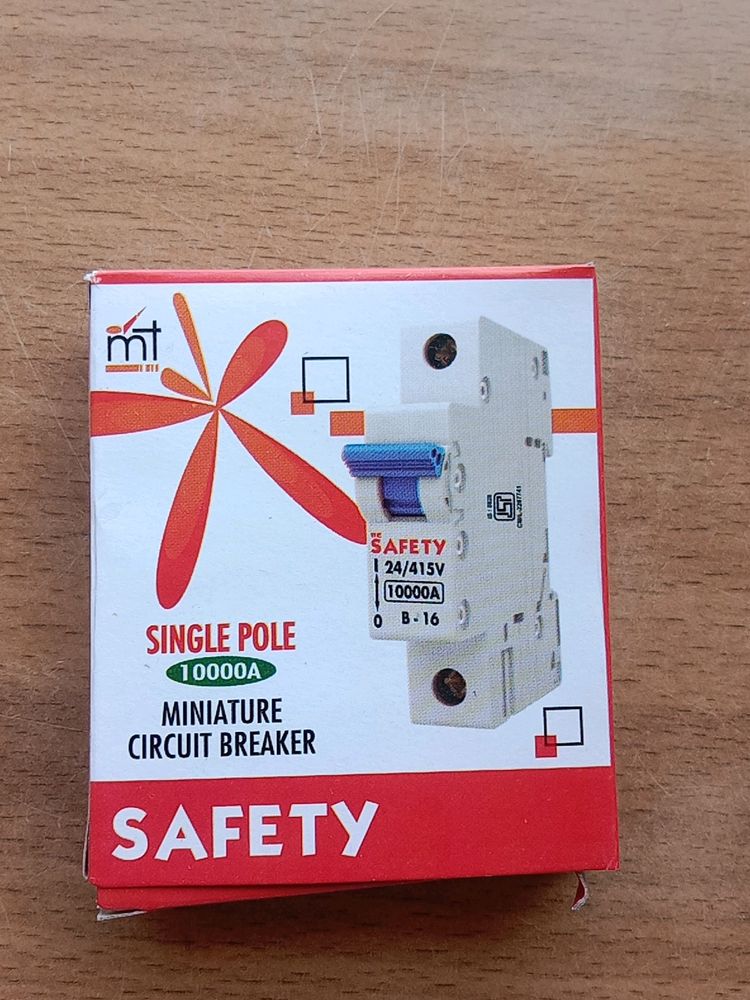 mt
SAFETY
24/415V
10000A
B - 16
I
0
SINGLE POLE
10000A
MINIATURE
CIRCUIT BREAKER
SAFETY